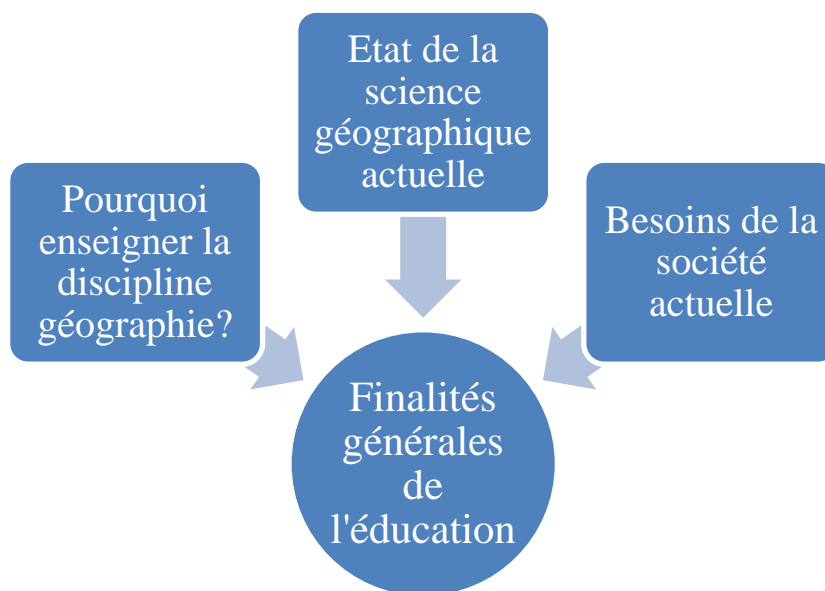 Etat de la
science
géographique
actuelle
Pourquoi
enseigner la
discipline
géographie?
Besoins de la
société
actuelle
Finalités
générales
de
l'éducation